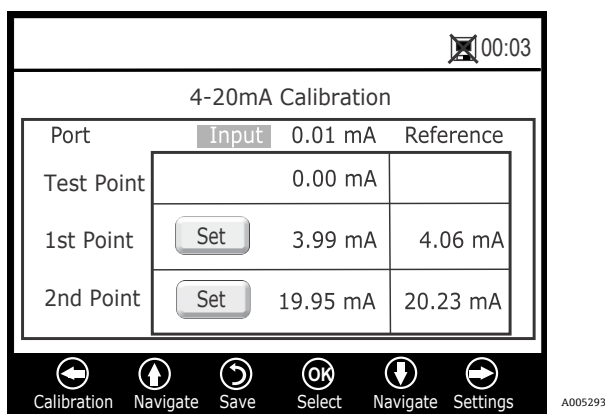 00:03
4-20mA Calibration
Port Input 0.01 mA Reference
Test Point 0.00 mA
1st Point Set 3.99 mA 4.06 mA
2nd Point Set 19.95 mA 20.23 mA
OK
Calibration Navigate Save Select Navigate Settings
A005293